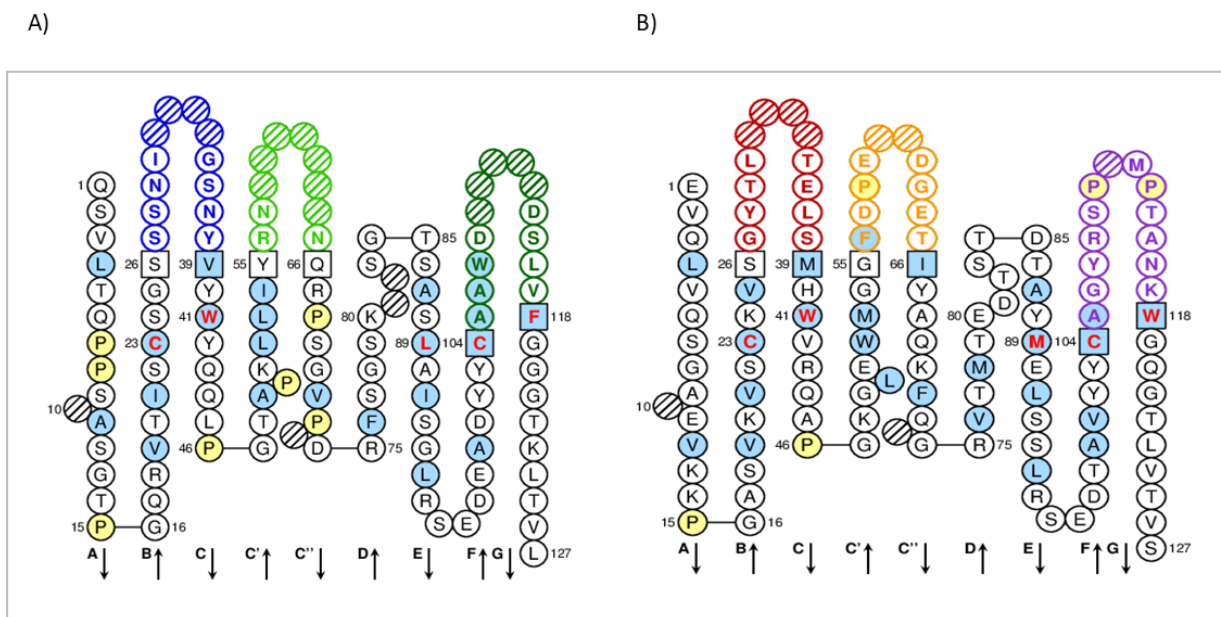 A)
1 Q S V L T Q P P S 10 A S G T P 15
I N S S 26 S G S 23 C S I T V R Q G 16
G S N Y 39 V Y 41 W Y Q Q L 46 P
N R 55 Y I L L K P A T G
N 66 Q R P S G V P D
G S 80 K S G S F R 75
T 85 S A S 89 L A I S G L R S E
D W A A 104 C Y Y D A E D
D S L V F 118 G G G T K L T V L 127
A B C C' C'' D E F G
B)
1 E V Q L V Q S G A 10 E V K K P 15
L T Y G 26 S V K 23 C S V K V S A G 16
T E L S 39 M H 41 W V R Q A 46 P
E P D F 55 G G M W E L G K G
D G E T 66 I Y A Q K F Q G
T S T D 80 E T M T V R 75
D 85 T A Y 89 M E L S S L R S E
P S R Y G A 104 C Y Y V A T D
M P T A N K W 118 G Q G T L V T V S 127
A B C C' C'' D E F G